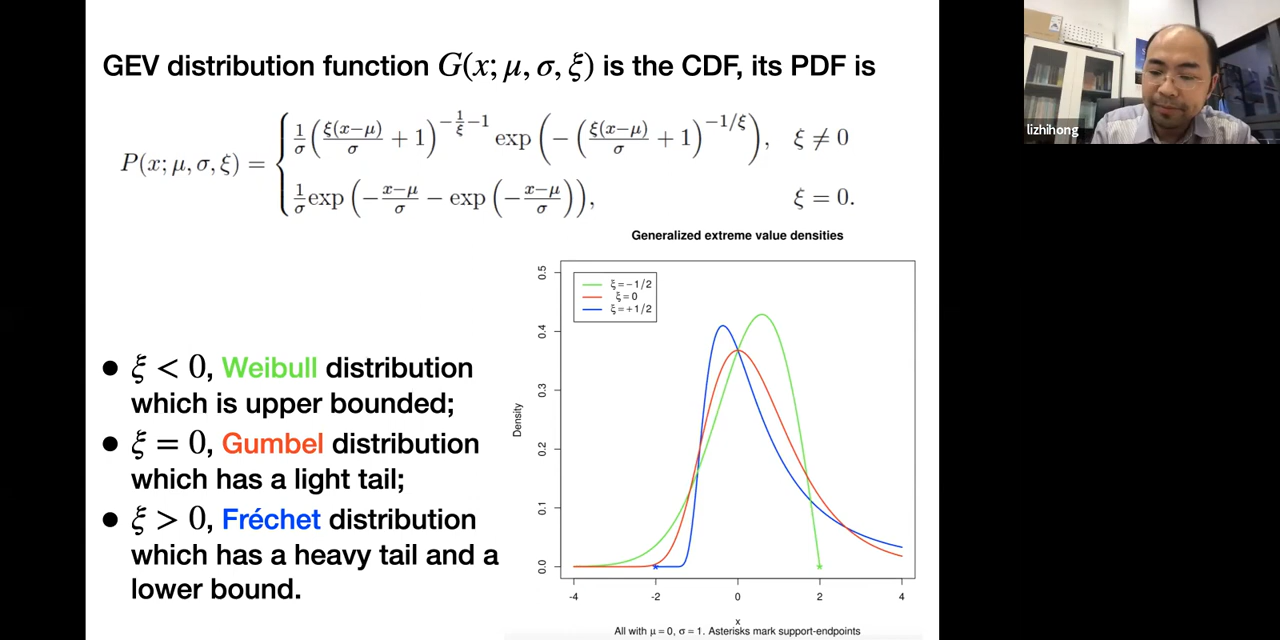 GEV distribution function G(x; μ, σ, ξ) is the CDF, its PDF is
P(x; μ, σ, ξ) = { 1/σ (ξ(x−μ)/σ + 1)^(−1/ξ−1) exp (−(ξ(x−μ)/σ + 1)^(−1/ξ)), ξ ≠ 0
1/σ exp (−(x−μ)/σ − exp (−(x−μ)/σ)), ξ = 0.
● ξ < 0, Weibull distribution
which is upper bounded;
● ξ = 0, Gumbel distribution
which has a light tail;
● ξ > 0, Fréchet distribution
which has a heavy tail and a
lower bound.
Generalized extreme value densities
ξ = −1/2
ξ = 0
ξ = +1/2
Density
0.5
0.4
0.3
0.2
0.1
0.0
-4 -2 0 2 4
x
All with μ = 0, σ = 1. Asterisks mark support-endpoints
lizhihong